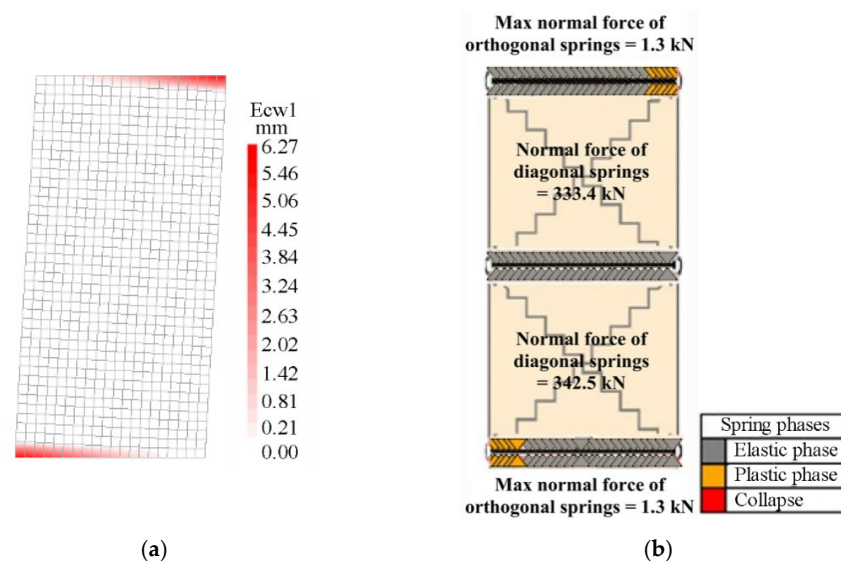 Ecw1
mm
6.27
5.46
5.06
4.45
3.84
3.24
2.63
2.02
1.42
0.81
0.21
0.00
(a)
Max normal force of
orthogonal springs = 1.3 kN
Normal force of
diagonal springs
= 333.4 kN
Normal force of
diagonal springs
= 342.5 kN
Max normal force of
orthogonal springs = 1.3 kN
Spring phases
Elastic phase
Plastic phase
Collapse
(b)